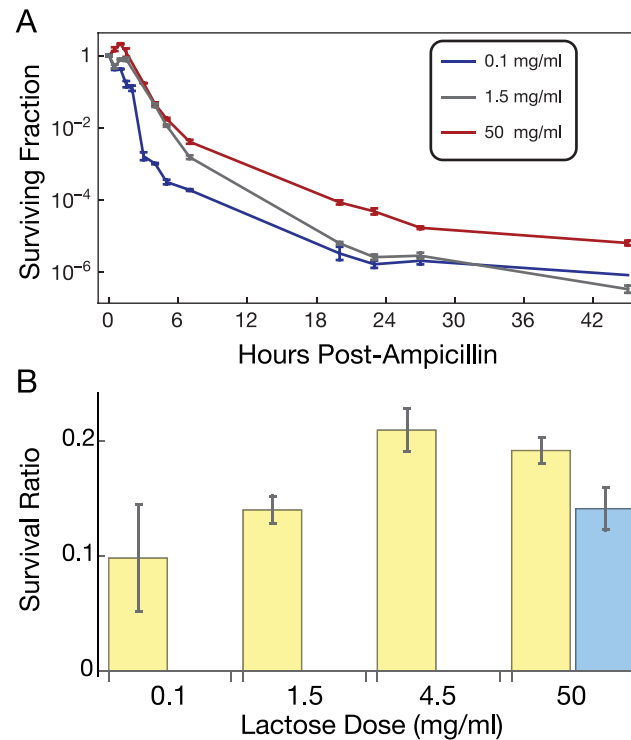 A
Surviving Fraction
1
10⁻²
10⁻⁴
10⁻⁶
0.1 mg/ml
1.5 mg/ml
50 mg/ml
0 6 12 18 24 30 36 42
Hours Post-Ampicillin
B
Survival Ratio
0.2
0.1
0
0.1 1.5 4.5 50
Lactose Dose (mg/ml)